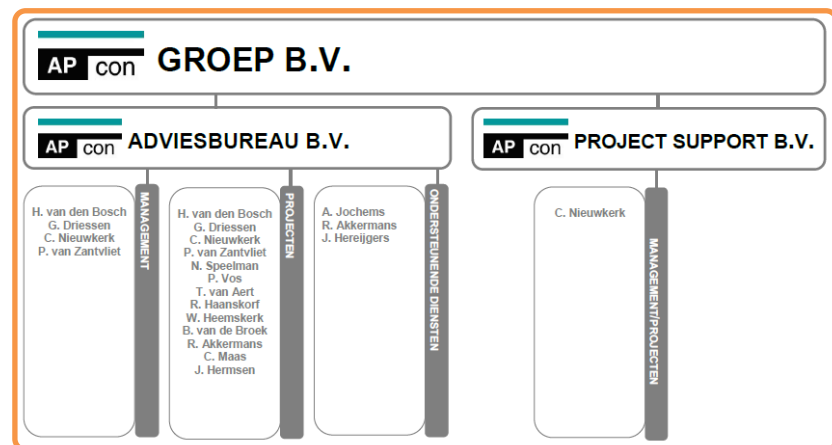 AP con GROEP B.V.
AP con ADVIESBUREAU B.V.
AP con PROJECT SUPPORT B.V.
H. van den Bosch
G. Driessen
C. Nieuwkerk
P. van Zantvliet
MANAGEMENT
H. van den Bosch
G. Driessen
C. Nieuwkerk
P. van Zantvliet
N. Speelman
P. Vos
T. van Aert
R. Haanskorf
W. Heemskerk
B. van de Broek
R. Akkermans
C. Maas
J. Hermsen
PROJECTEN
A. Jochems
R. Akkermans
J. Hereijgers
ONDERSTEUNENDE DIENSTEN
C. Nieuwkerk
MANAGEMENT/PROJECTEN